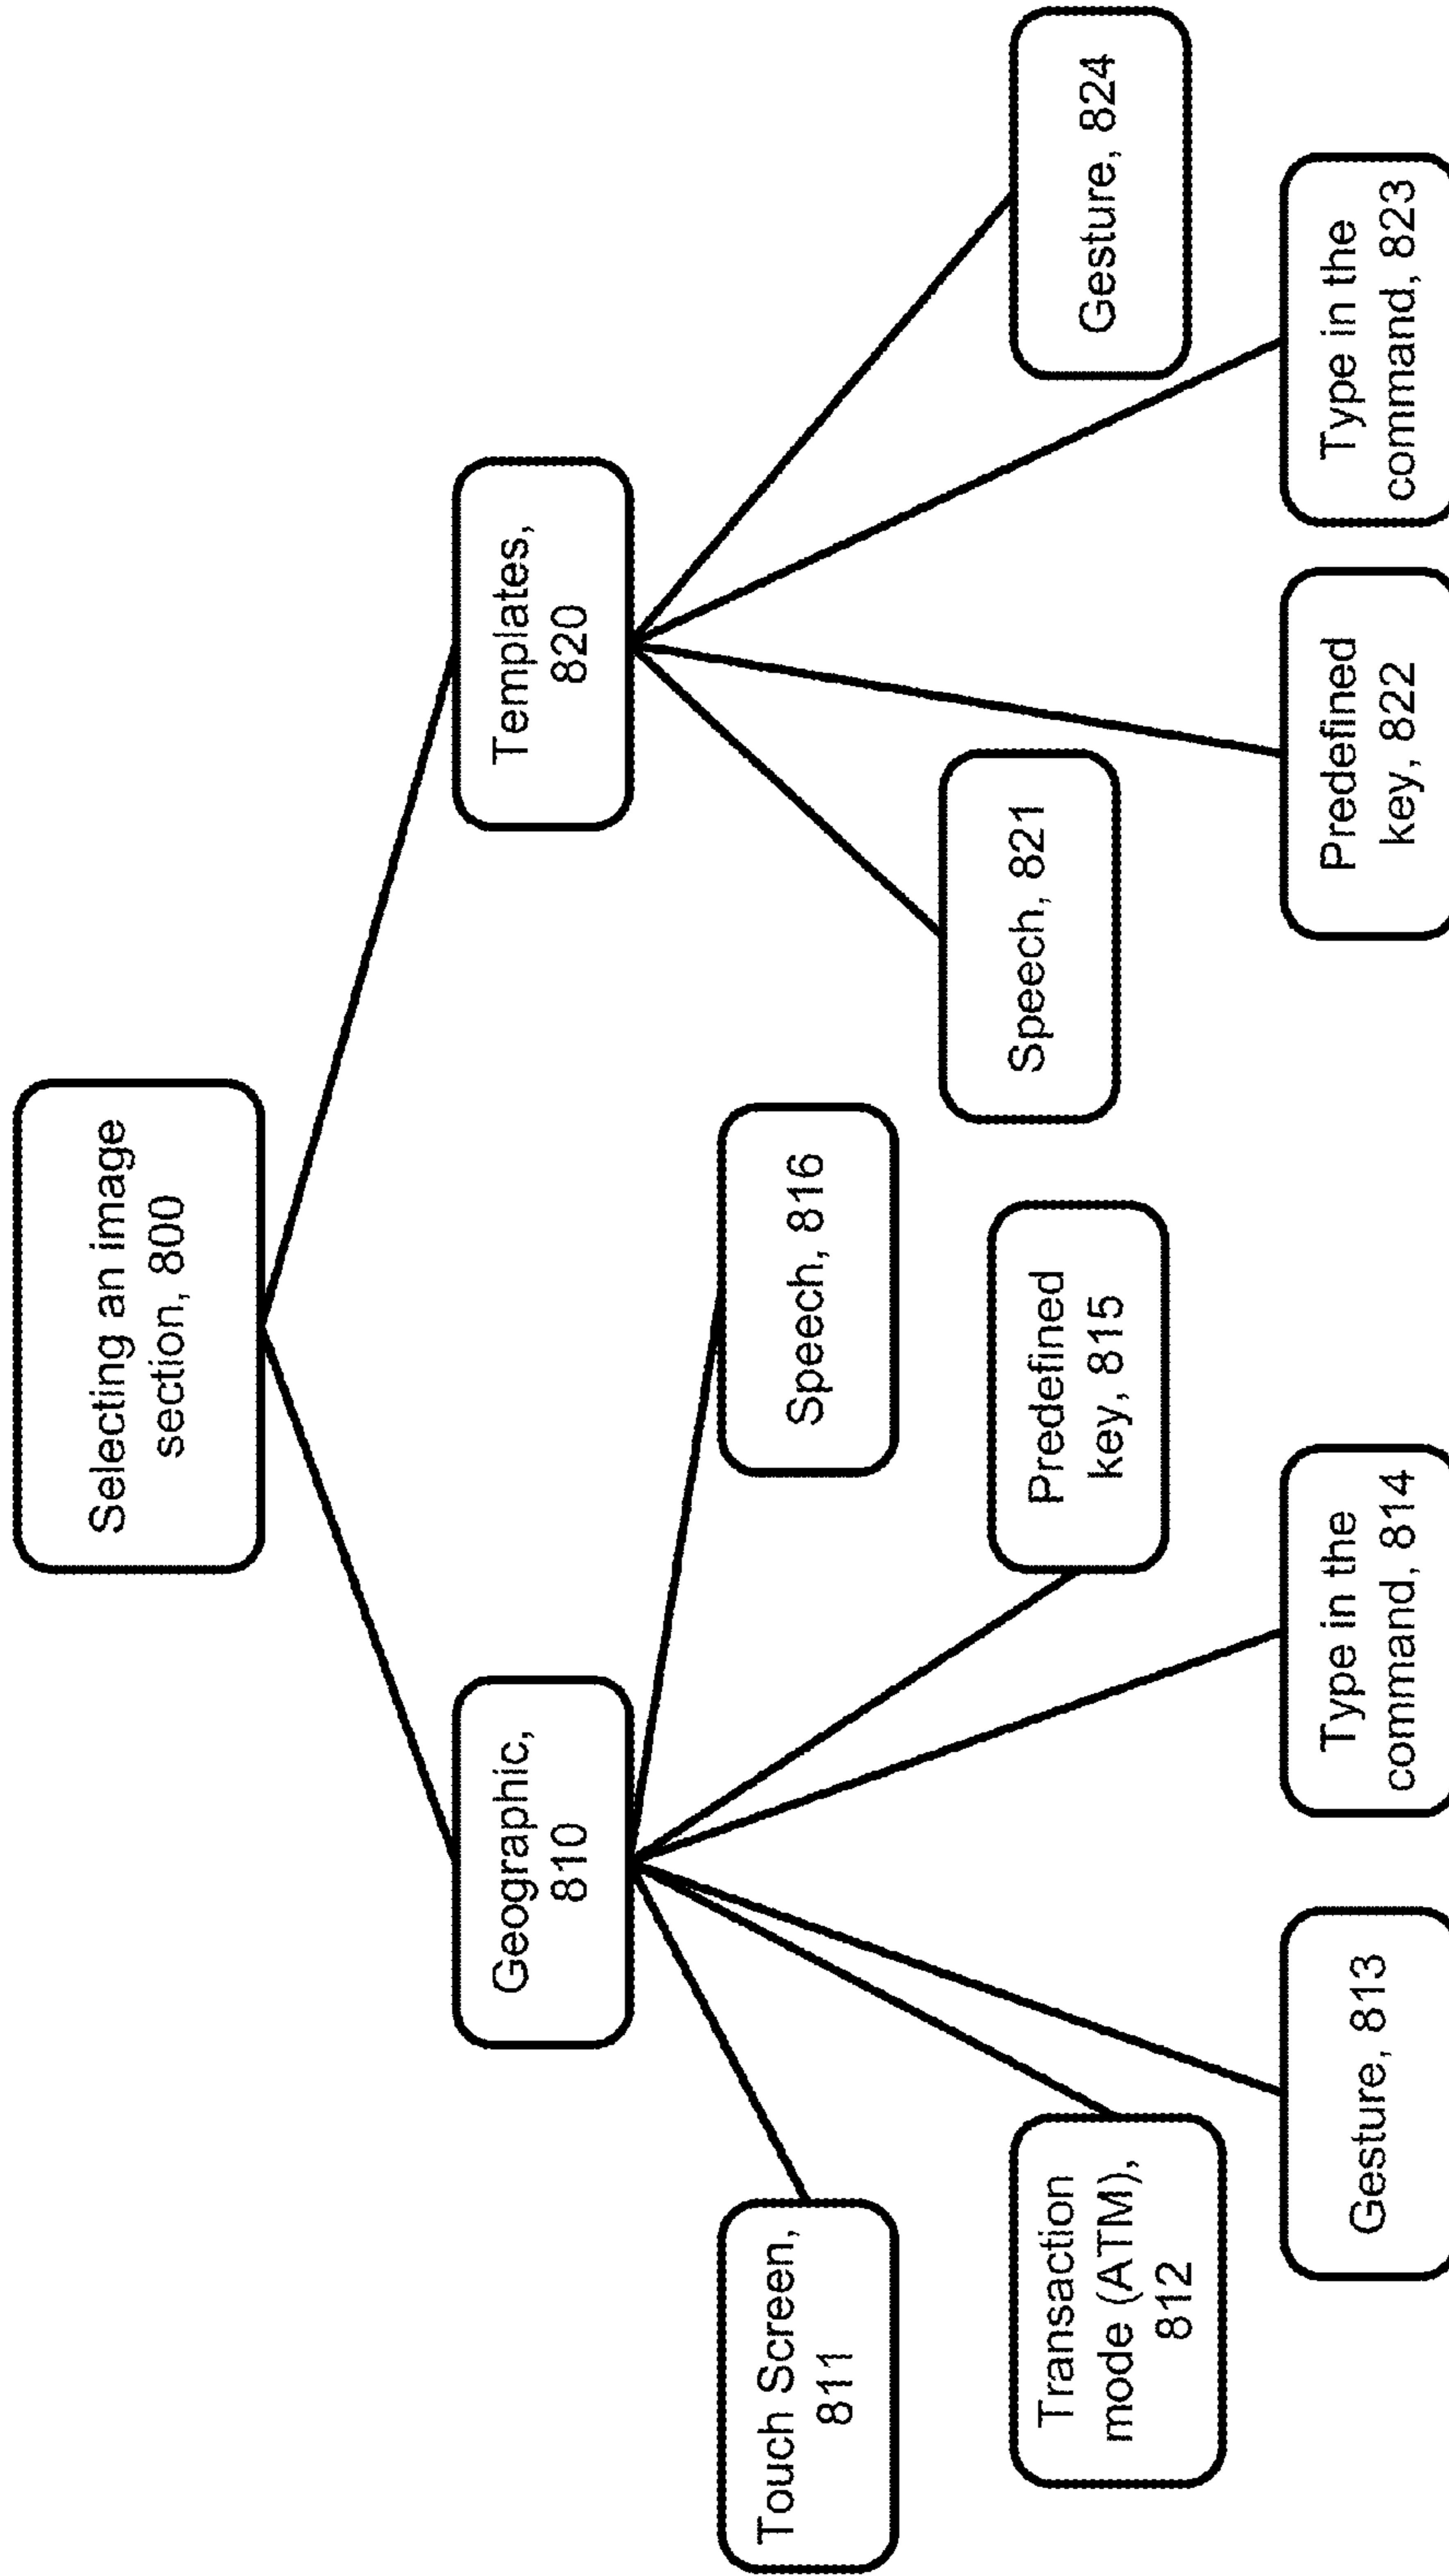 Selecting an image
section, 800
Geographic,
810
Templates,
820
Touch Screen,
811
Transaction
mode (ATM),
812
Gesture, 813
Type in the
command, 814
Predefined
key, 815
Speech, 816
Speech, 821
Predefined
key, 822
Type in the
command, 823
Gesture, 824